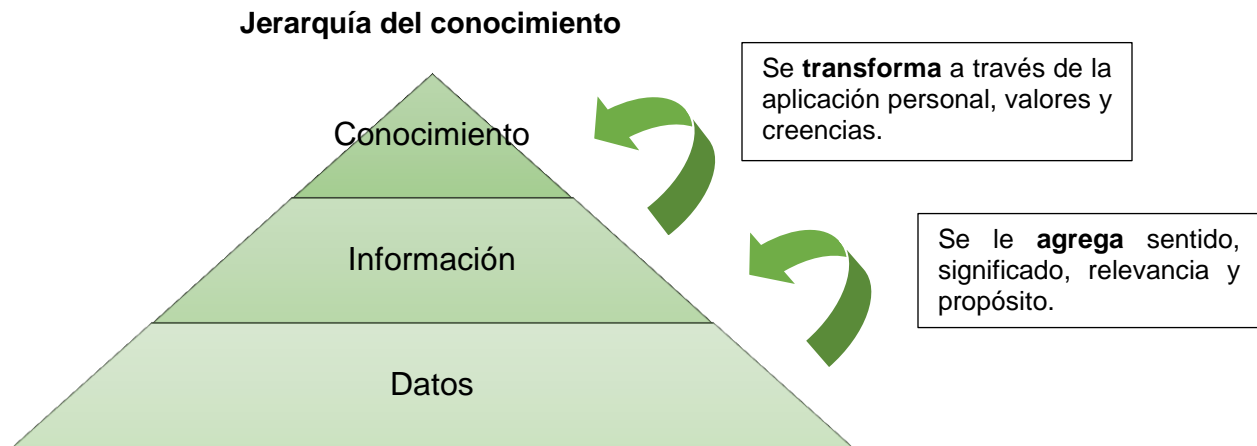 Jerarquía del conocimiento
Se transforma a través de la
aplicación personal, valores y
creencias.
Conocimiento
Se le agrega sentido,
significado, relevancia y
propósito.
Información
Datos